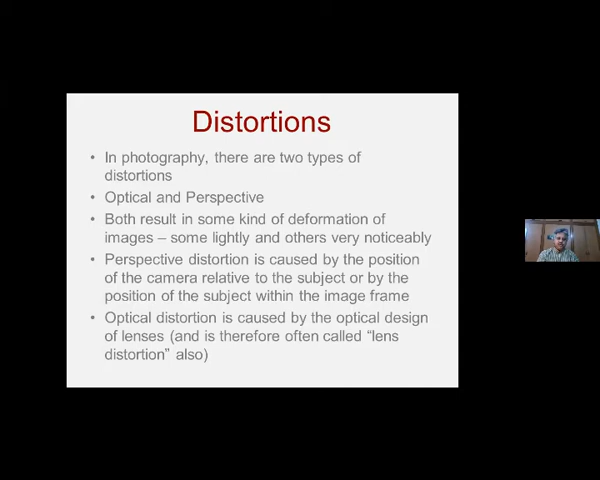 Distortions
• In photography, there are two types of
distortions
• Optical and Perspective
• Both result in some kind of deformation of
images – some lightly and others very noticeably
• Perspective distortion is caused by the position
of the camera relative to the subject or by the
position of the subject within the image frame
• Optical distortion is caused by the optical design
of lenses (and is therefore often called “lens
distortion” also)